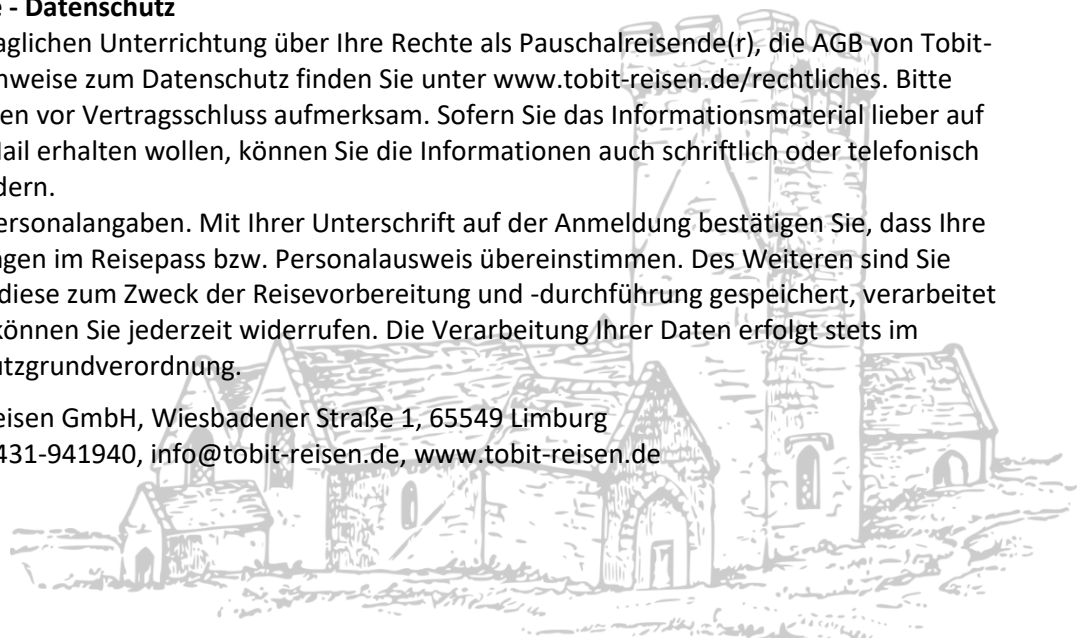 e - Datenschutz
aglichen Unterrichtung über Ihre Rechte als Pauschalreisende(r), die AGB von Tobit-
nweise zum Datenschutz finden Sie unter www.tobit-reisen.de/rechtliches. Bitte
en vor Vertragsschluss aufmerksam. Sofern Sie das Informationsmaterial lieber auf
Mail erhalten wollen, können Sie die Informationen auch schriftlich oder telefonisch
dern.
ersonalangaben. Mit Ihrer Unterschrift auf der Anmeldung bestätigen Sie, dass Ihre
ngen im Reisepass bzw. Personalausweis übereinstimmen. Des Weiteren sind Sie
diese zum Zweck der Reisevorbereitung und -durchführung gespeichert, verarbeitet
können Sie jederzeit widerrufen. Die Verarbeitung Ihrer Daten erfolgt stets im
utzgrundverordnung.
eisen GmbH, Wiesbadener Straße 1, 65549 Limburg
431-941940, info@tobit-reisen.de, www.tobit-reisen.de